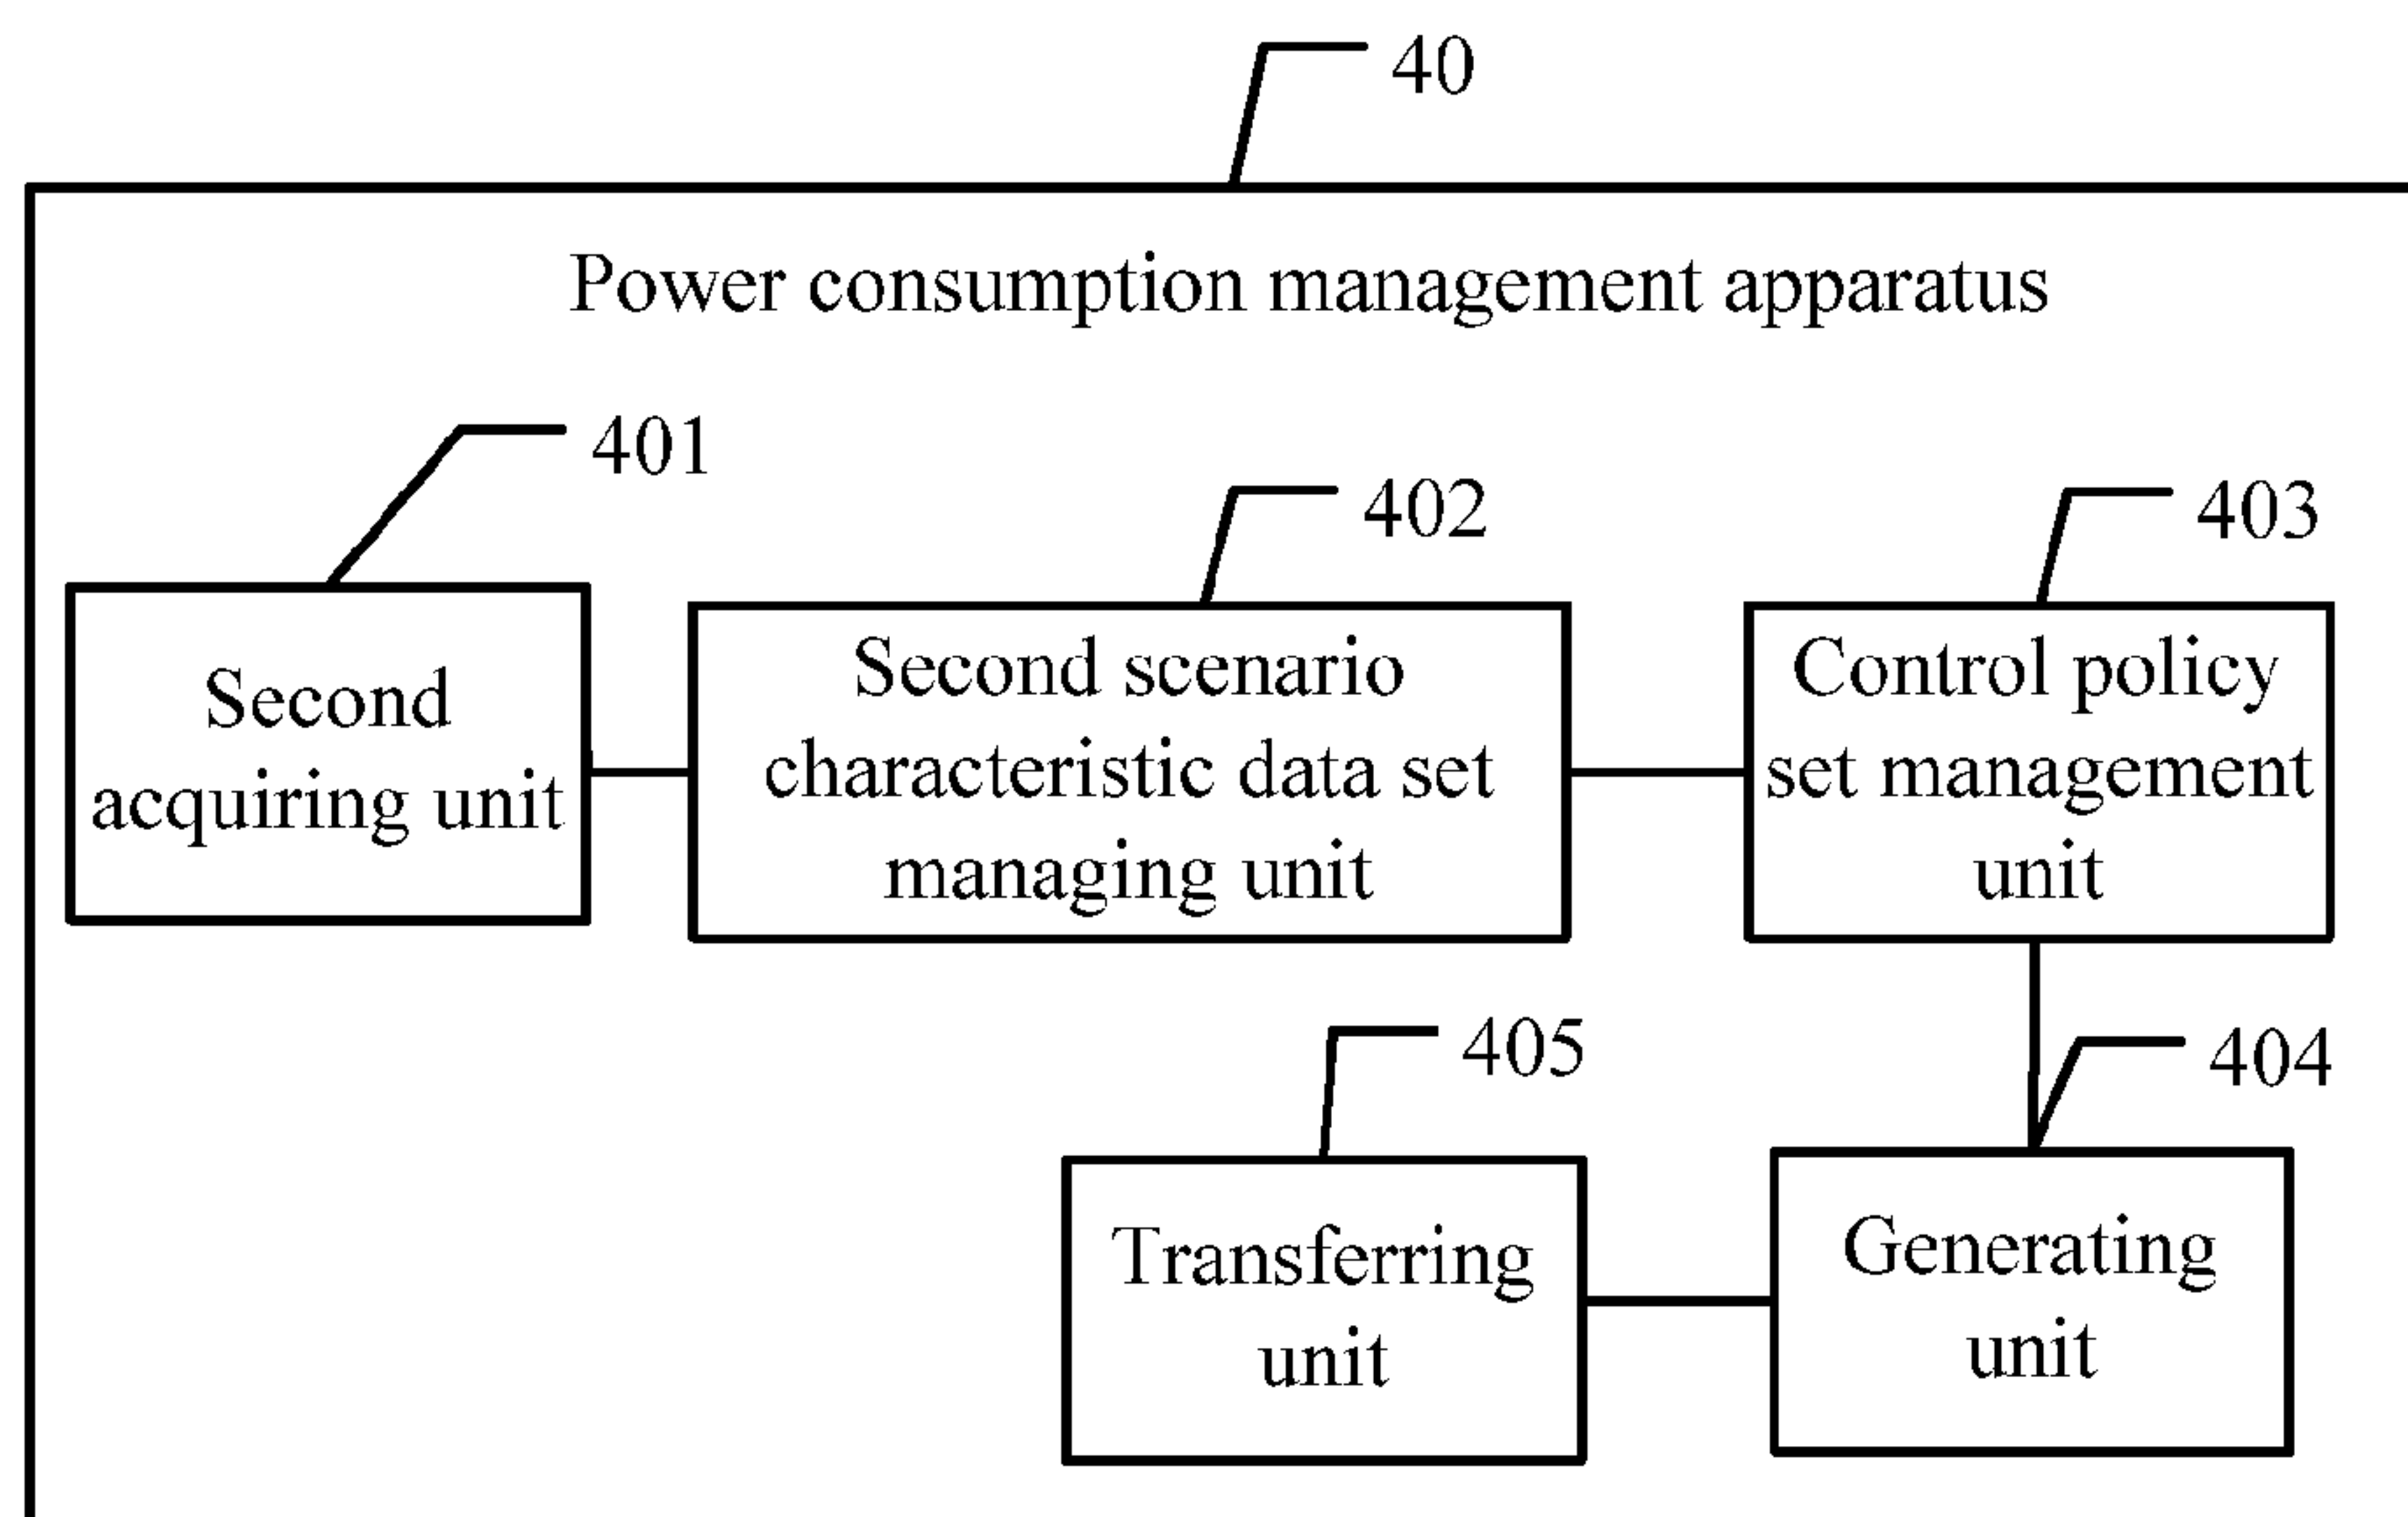 40
Power consumption management apparatus
401
402
403
Second
acquiring unit
Second scenario
characteristic data set
managing unit
Control policy
set management
unit
405
404
Transferring
unit
Generating
unit